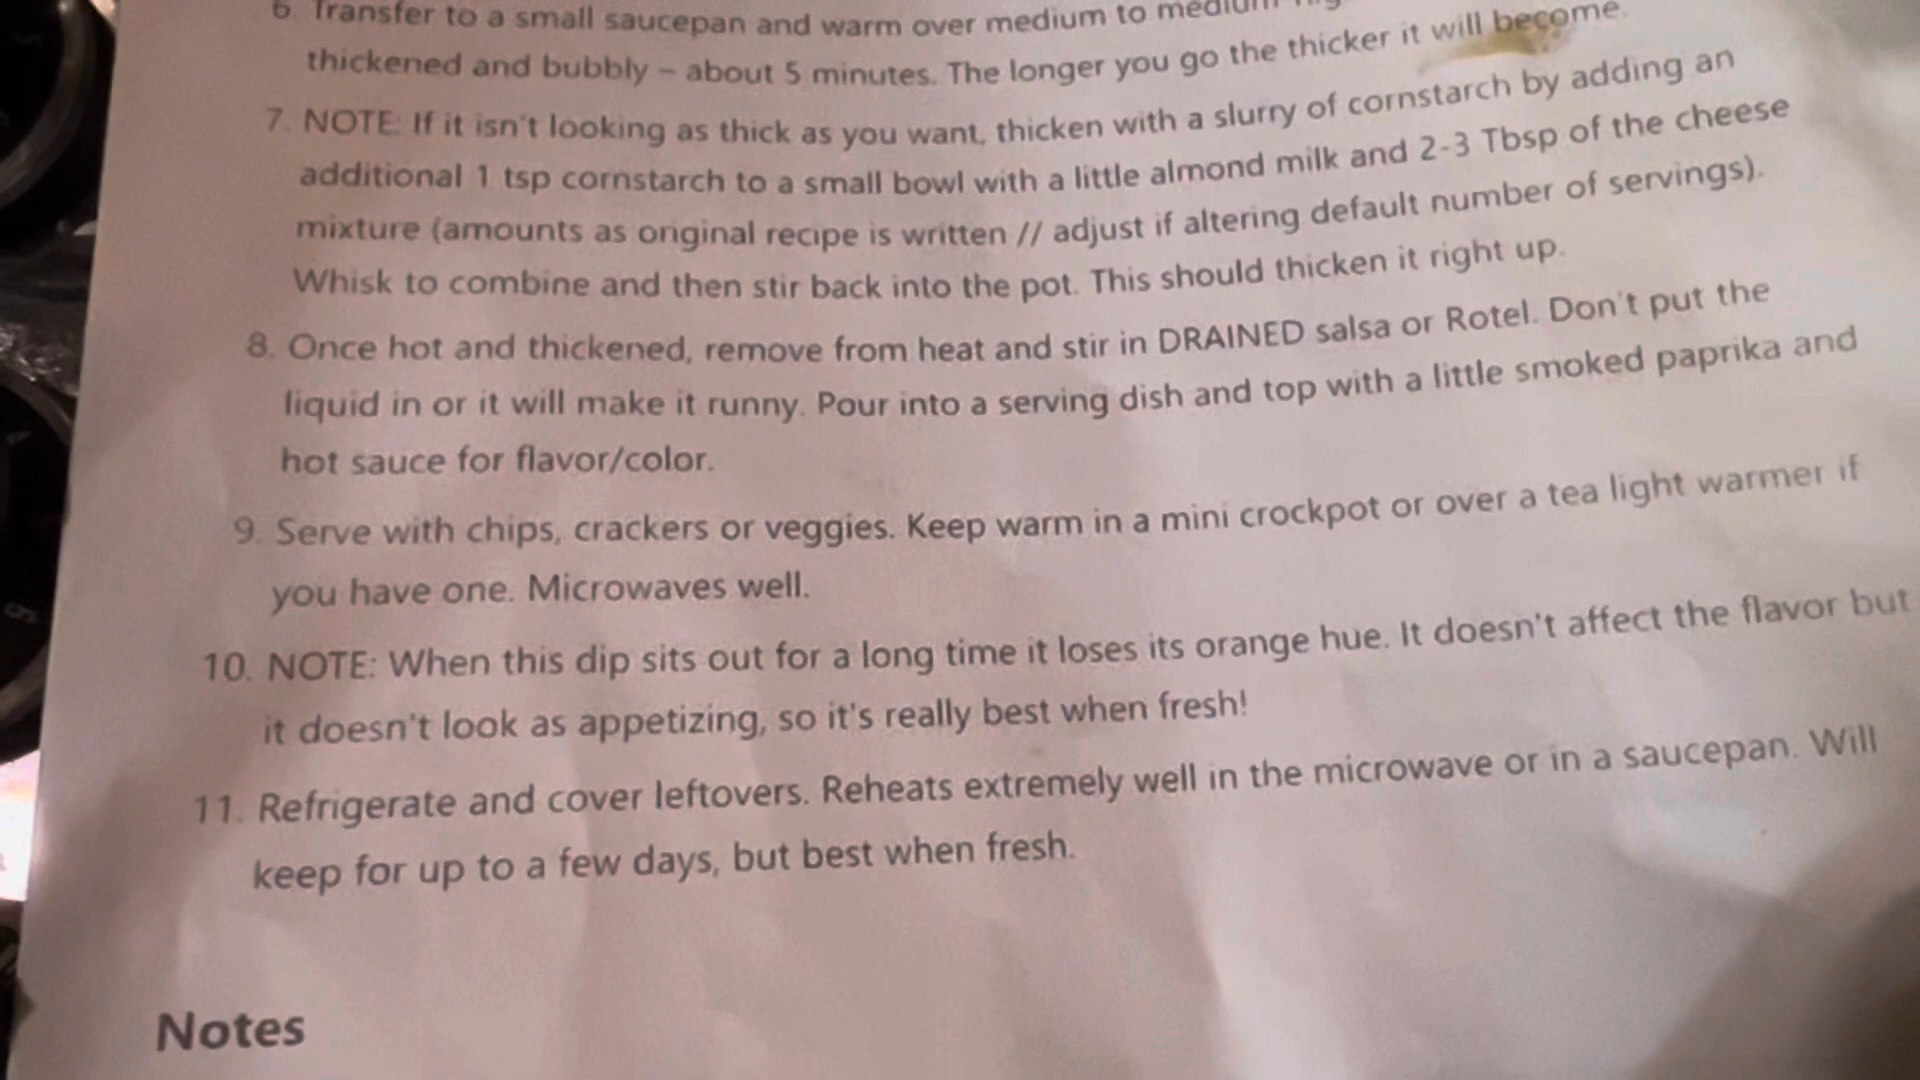 6. Transfer to a small saucepan and warm over medium to medium
thickened and bubbly – about 5 minutes. The longer you go the thicker it will become.
7. NOTE: If it isn't looking as thick as you want, thicken with a slurry of cornstarch by adding an
additional 1 tsp cornstarch to a small bowl with a little almond milk and 2-3 Tbsp of the cheese
mixture (amounts as original recipe is written // adjust if altering default number of servings).
Whisk to combine and then stir back into the pot. This should thicken it right up.
8. Once hot and thickened, remove from heat and stir in DRAINED salsa or Rotel. Don't put the
liquid in or it will make it runny. Pour into a serving dish and top with a little smoked paprika and
hot sauce for flavor/color.
9. Serve with chips, crackers or veggies. Keep warm in a mini crockpot or over a tea light warmer if
you have one. Microwaves well.
10. NOTE: When this dip sits out for a long time it loses its orange hue. It doesn't affect the flavor but
it doesn't look as appetizing, so it's really best when fresh!
11. Refrigerate and cover leftovers. Reheats extremely well in the microwave or in a saucepan. Will
keep for up to a few days, but best when fresh.
Notes